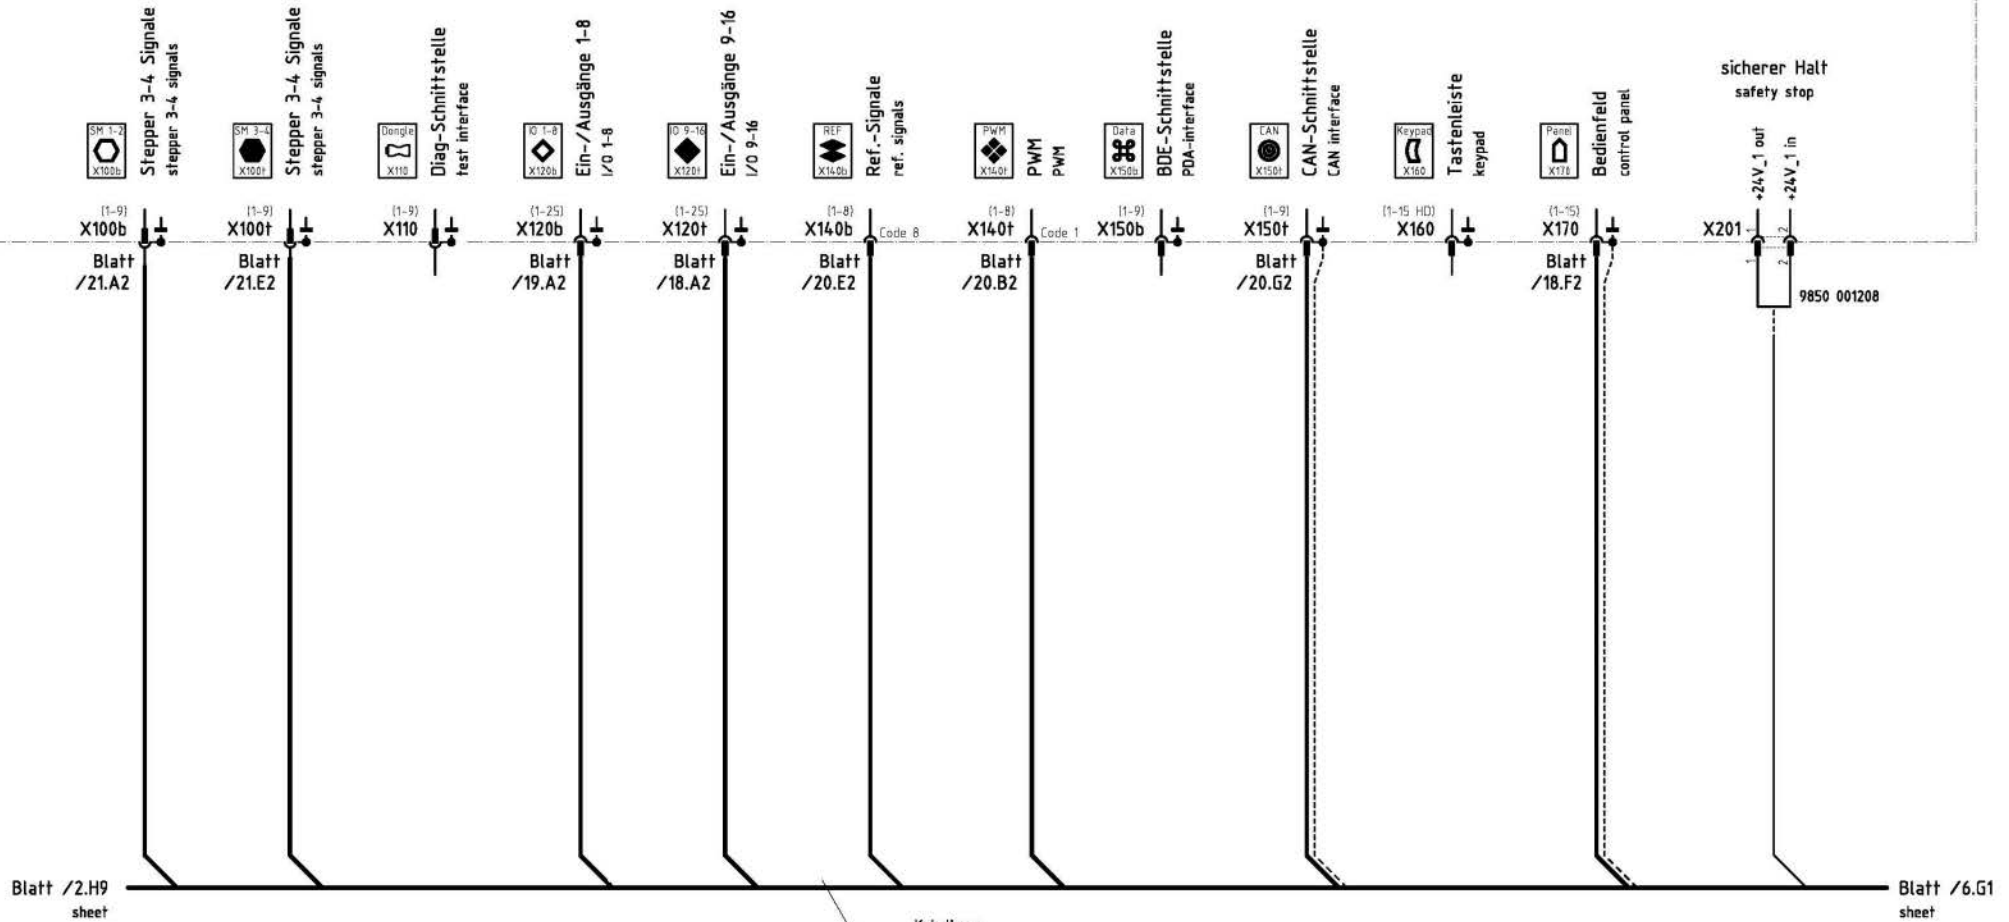 SM 1-2
X100b
Stepper 3-4 Signale
stepper 3-4 signals
SM 3-4
X100t
Stepper 3-4 Signale
stepper 3-4 signals
Dongle
X110
Diag-Schnittstelle
test interface
IO 1-8
X120b
Ein-/Ausgänge 1-8
I/O 1-8
IO 9-16
X120t
Ein-/Ausgänge 9-16
I/O 9-16
REF
X140b
Ref.-Signale
ref. signals
PWM
X140t
PWM
PWM
Data
X150b
BDE-Schnittstelle
PDA-interface
CAN
X150t
CAN-Schnittstelle
CAN interface
Keypad
X160
Tastenleiste
keypad
Panel
X170
Bedienfeld
control panel
sicherer Halt
safety stop
+24V_1 out
+24V_1 in
(1-9)
X100b
Blatt
/21.A2
(1-9)
X100t
Blatt
/21.E2
(1-9)
X110
(1-25)
X120b
Blatt
/19.A2
(1-25)
X120t
Blatt
/18.A2
(1-8)
X140b
Code 8
Blatt
/20.E2
(1-8)
X140t
Code 1
Blatt
/20.B2
(1-9)
X150b
(1-9)
X150t
Blatt
/20.G2
(1-15 HD)
X160
(1-15)
X170
Blatt
/18.F2
X201
1
2
1
2
9850 001208
Blatt /2.H9
sheet
Blatt /6.G1
sheet